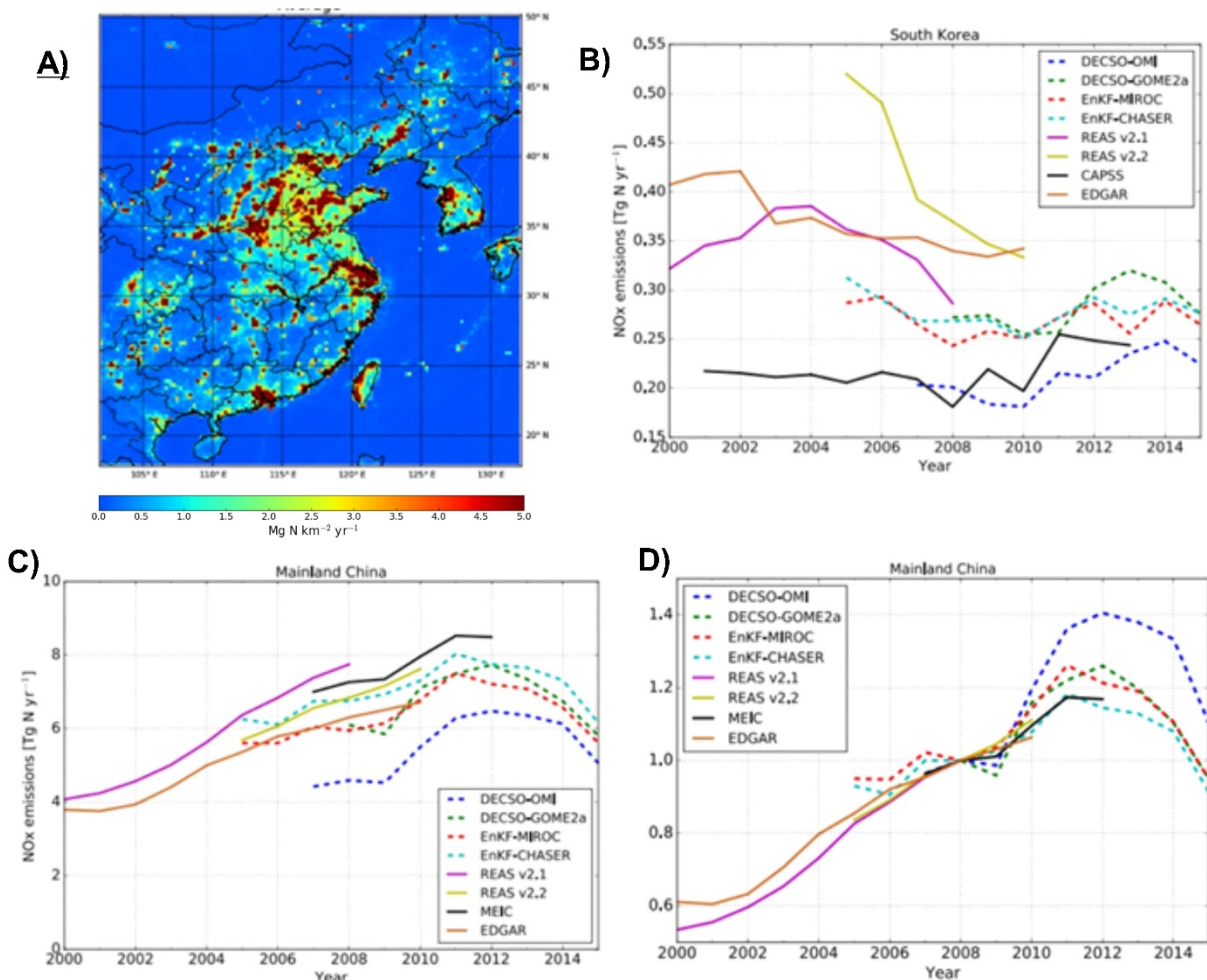 Average
A)
50° N
45° N
40° N
35° N
30° N
25° N
20° N
105° E 110° E 115° E 120° E 125° E 130° E
0.0 0.5 1.0 1.5 2.0 2.5 3.0 3.5 4.0 4.5 5.0
Mg N km⁻² yr⁻¹
B)
South Korea
NOx emissions [Tg N yr⁻¹]
0.55
0.50
0.45
0.40
0.35
0.30
0.25
0.20
0.15
2000 2002 2004 2006 2008 2010 2012 2014
Year
DECSO-OMI
DECSO-GOME2a
EnKF-MIROC
EnKF-CHASER
REAS v2.1
REAS v2.2
CAPSS
EDGAR
C)
Mainland China
NOx emissions [Tg N yr⁻¹]
10
8
6
4
2
0
2000 2002 2004 2006 2008 2010 2012 2014
Year
DECSO-OMI
DECSO-GOME2a
EnKF-MIROC
EnKF-CHASER
REAS v2.1
REAS v2.2
MEIC
EDGAR
D)
Mainland China
DECSO-OMI
DECSO-GOME2a
EnKF-MIROC
EnKF-CHASER
REAS v2.1
REAS v2.2
MEIC
EDGAR
1.4
1.2
1.0
0.8
0.6
2000 2002 2004 2006 2008 2010 2012 2014
Year